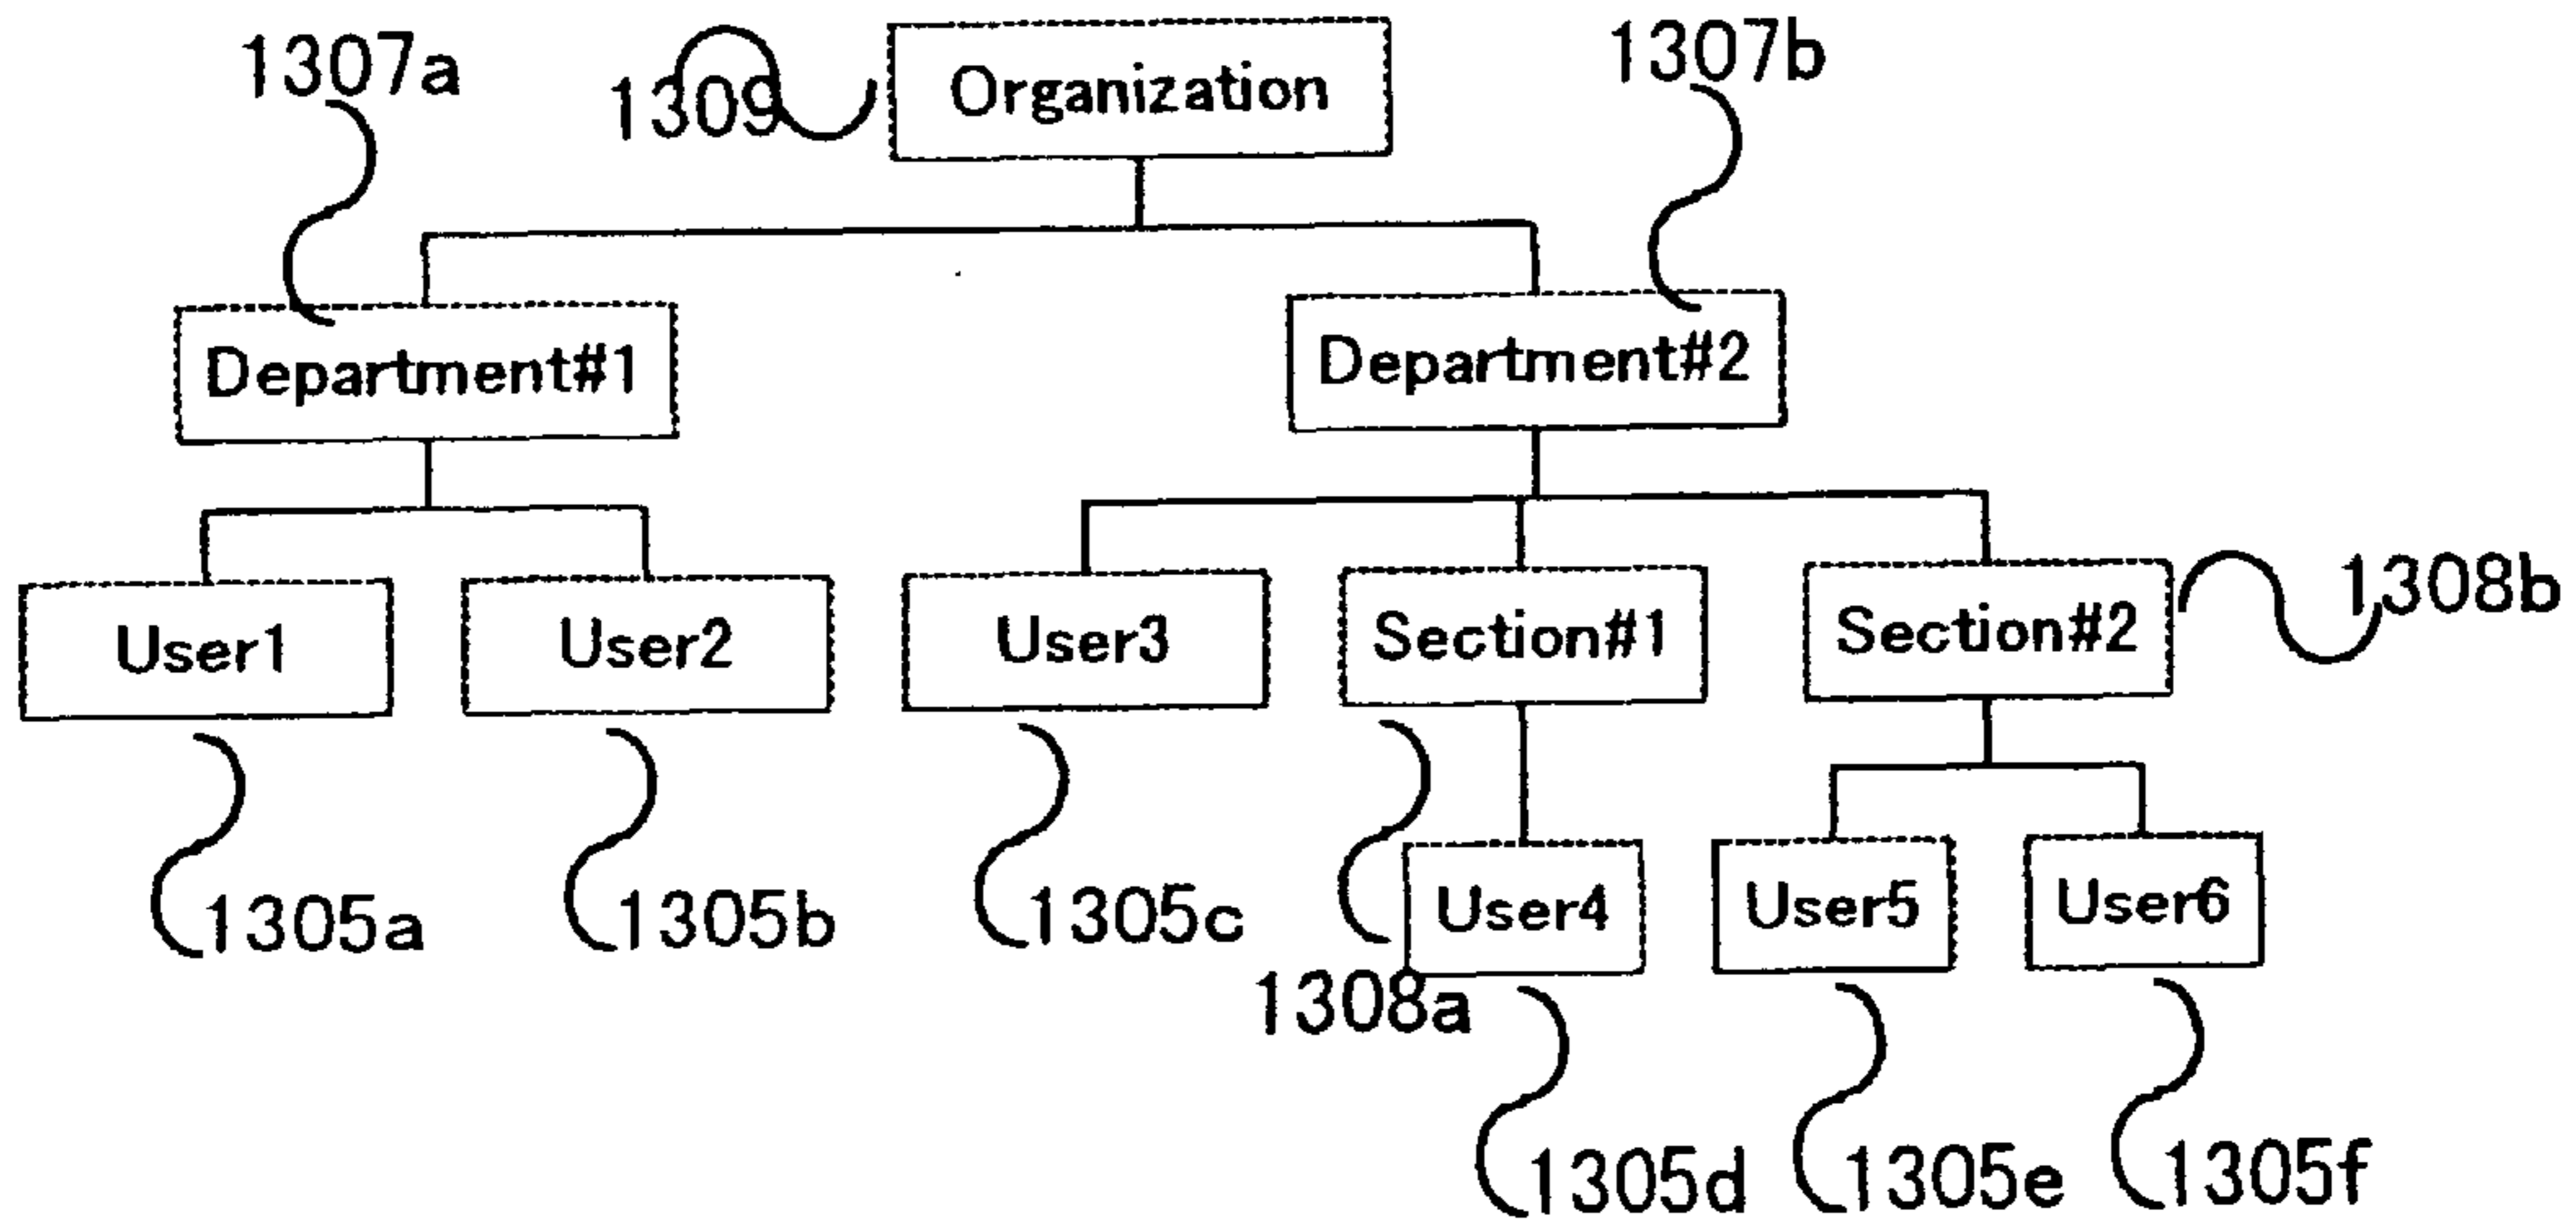 1307a
1309
Organization
1307b
Department#1
Department#2
User1
User2
User3
Section#1
Section#2
1308b
1305a
1305b
1305c
1308a
User4
User5
User6
1305d
1305e
1305f